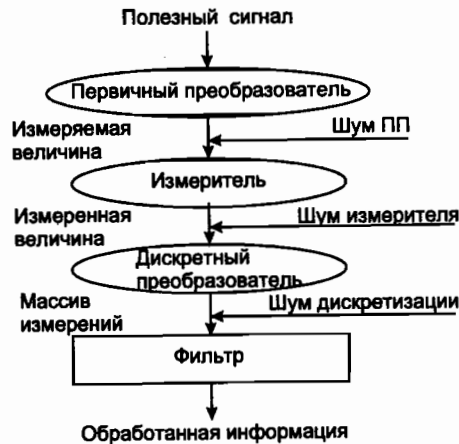 Полезный сигнал
Первичный преобразователь
Измеряемая
величина
Шум ПП
Измеритель
Измеренная
величина
Шум измерителя
Дискретный
преобразователь
Массив
измерений
Шум дискретизации
Фильтр
Обработанная информация